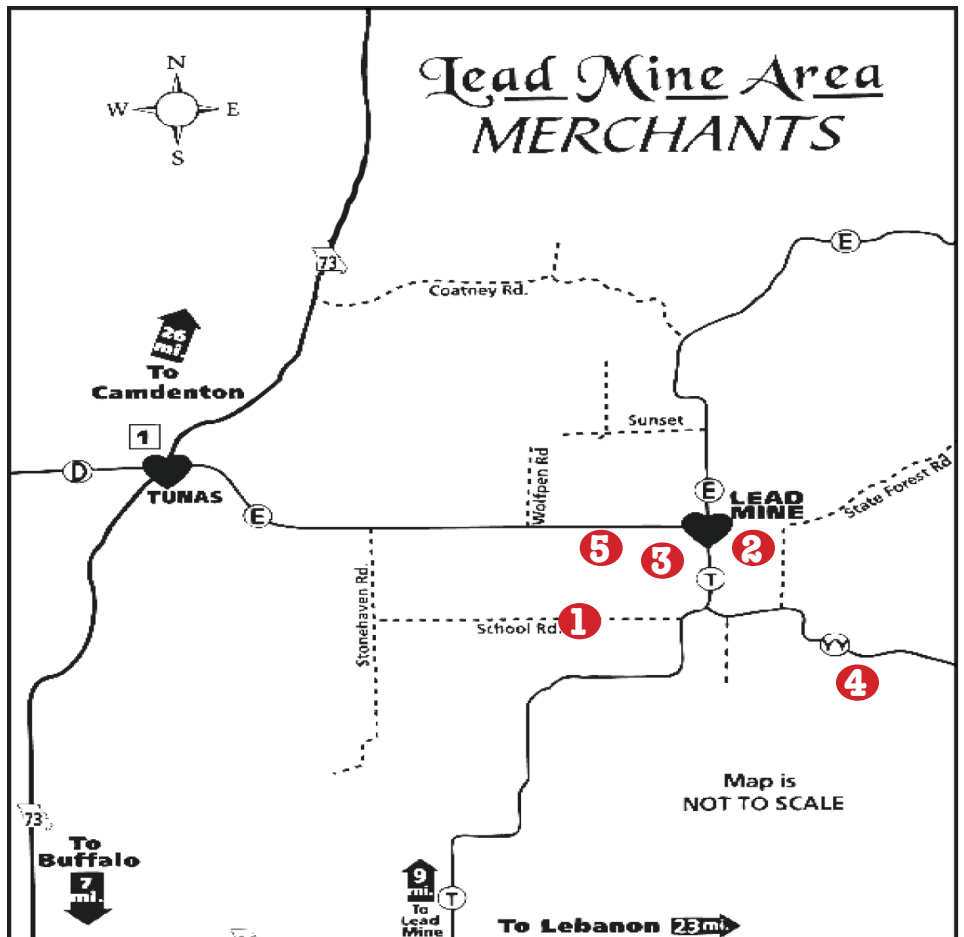 Lead Mine Area
MERCHANTS
N
W E
S
E
73
Coatney Rd.
26
mi.
To
Camdenton
1
Sunset
D
TUNAS
E
Wolfpen Rd
E
LEAD
MINE
State Forest Rd
5
3
2
T
Stonehaven Rd.
School Rd.
1
YY
4
Map is
NOT TO SCALE
73
To
Buffalo
7
mi.
9
mi.
To
Lead
Mine
T
To Lebanon 23 mi.